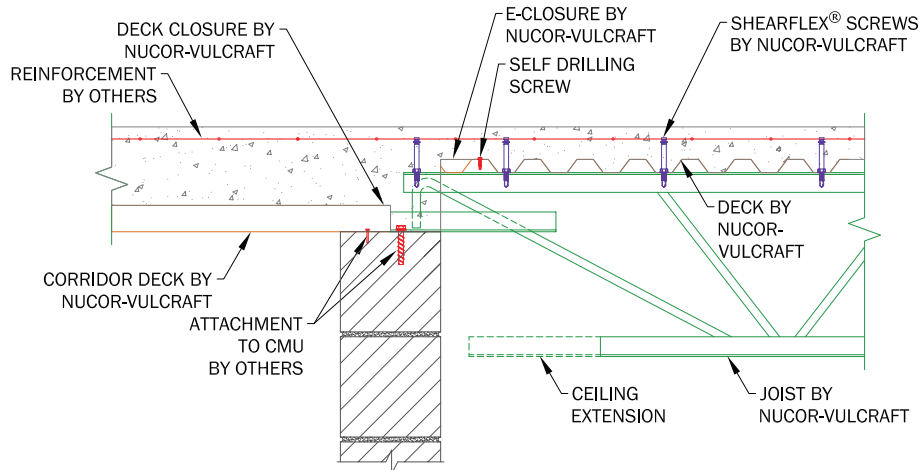 DECK CLOSURE BY
NUCOR-VULCRAFT
REINFORCEMENT
BY OTHERS
E-CLOSURE BY
NUCOR-VULCRAFT
SELF DRILLING
SCREW
SHEARFLEX® SCREWS
BY NUCOR-VULCRAFT
DECK BY
NUCOR-
VULCRAFT
CORRIDOR DECK BY
NUCOR-VULCRAFT
ATTACHMENT
TO CMU
BY OTHERS
CEILING
EXTENSION
JOIST BY
NUCOR-VULCRAFT